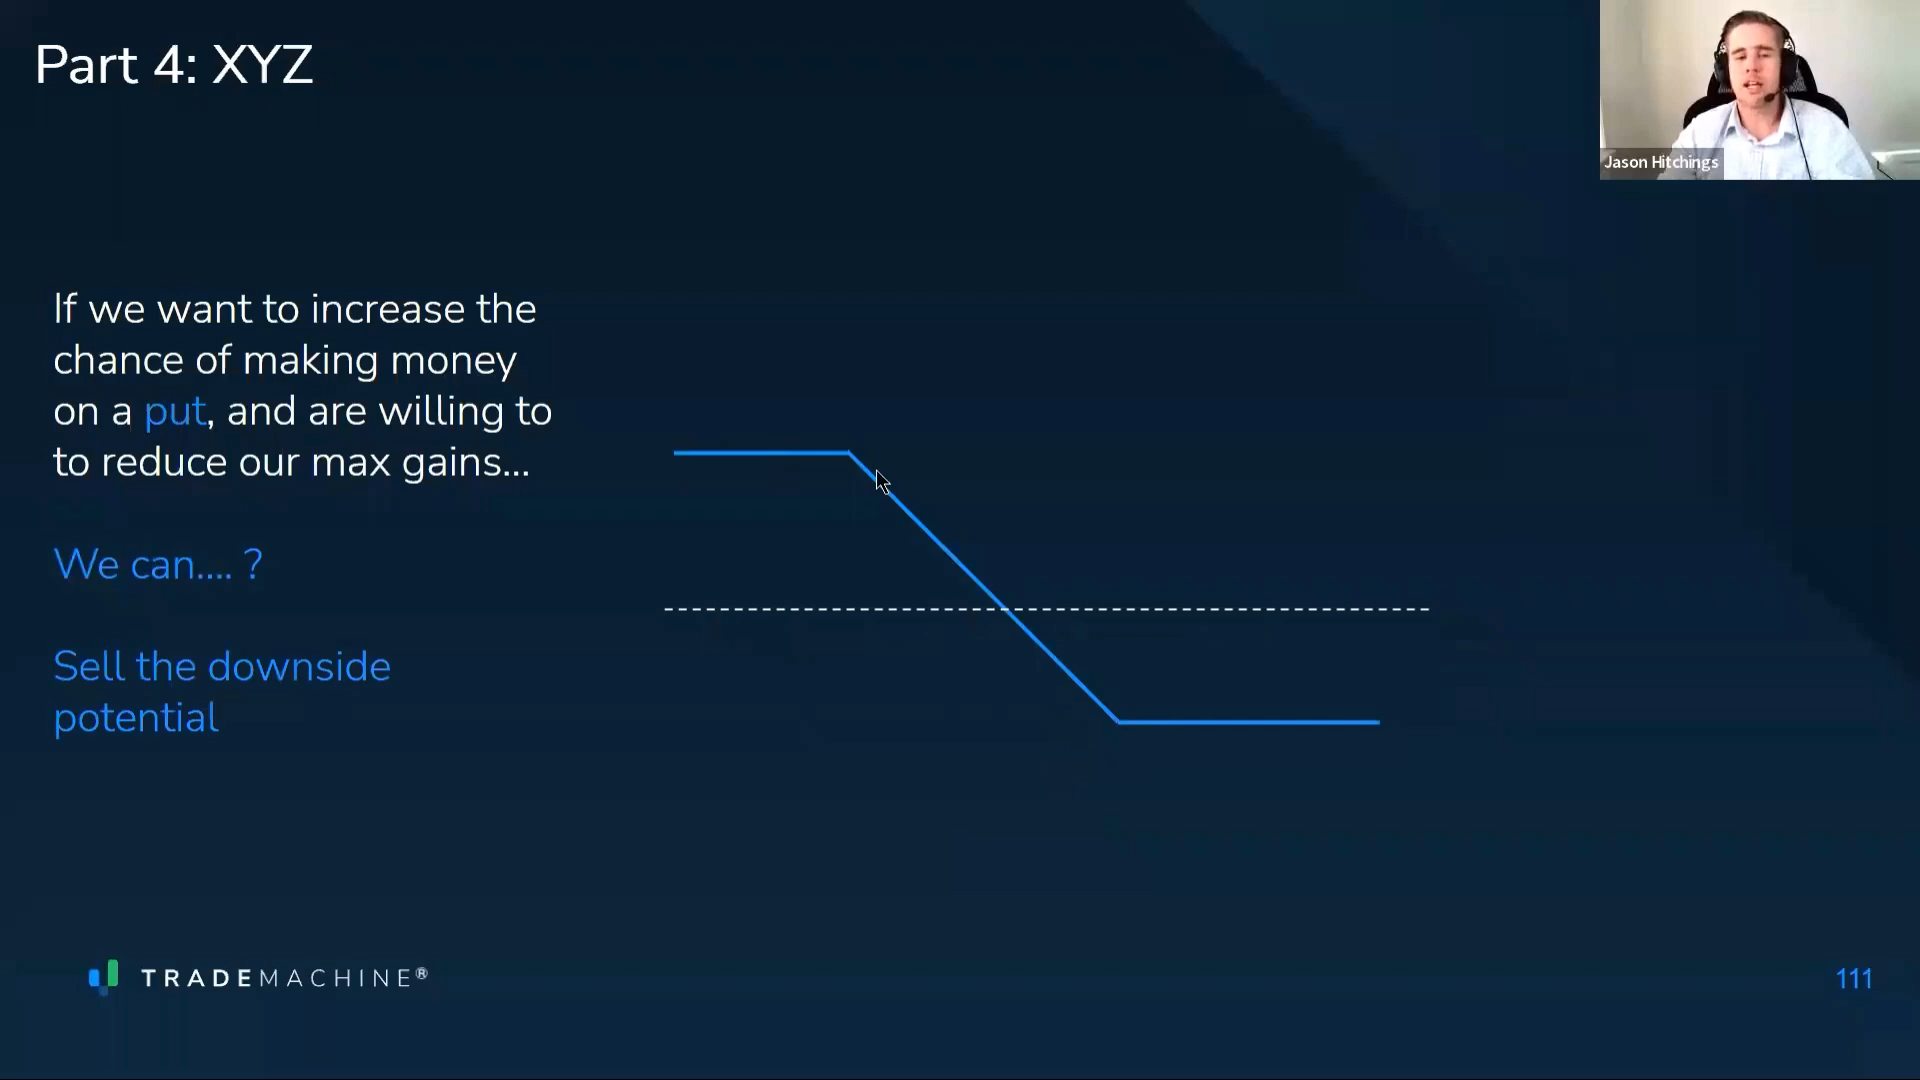 Part 4: XYZ
Jason Hitchings
If we want to increase the
chance of making money
on a put, and are willing to
to reduce our max gains...
We can.... ?
Sell the downside
potential
TRADEMACHINE®
111